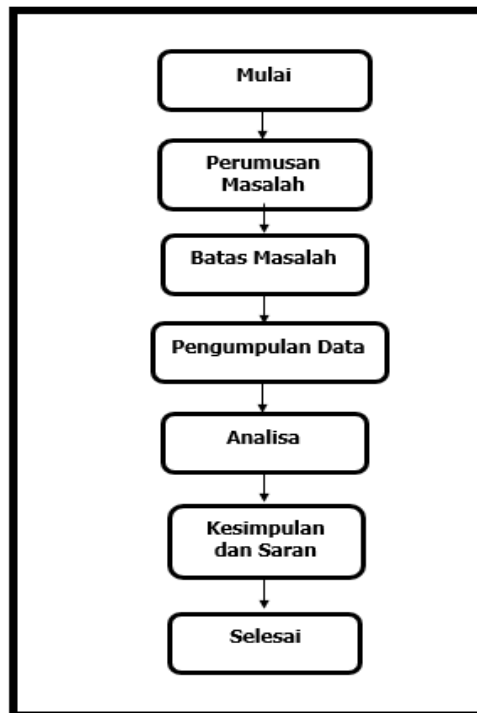 Mulai
Perumusan
Masalah
Batas Masalah
Pengumpulan Data
Analisa
Kesimpulan
dan Saran
Selesai